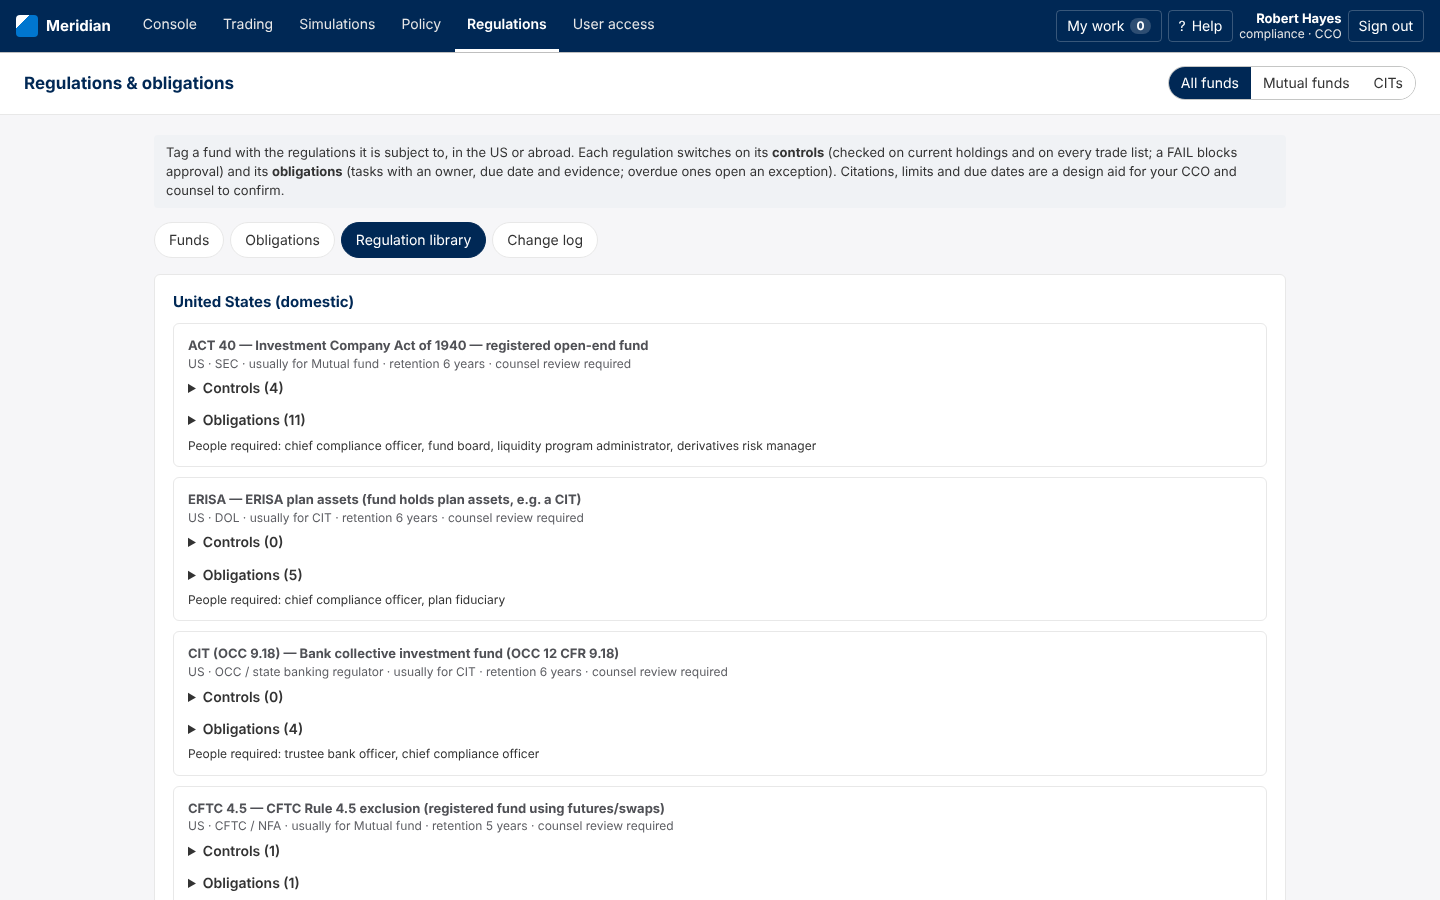 Meridian
Console Trading Simulations Policy Regulations User access
My work 0
? Help
Robert Hayes
compliance · CCO
Sign out
Regulations & obligations
All funds Mutual funds CITs
Tag a fund with the regulations it is subject to, in the US or abroad. Each regulation switches on its controls (checked on current holdings and on every trade list; a FAIL blocks
approval) and its obligations (tasks with an owner, due date and evidence; overdue ones open an exception). Citations, limits and due dates are a design aid for your CCO and
counsel to confirm.
Funds Obligations Regulation library Change log
United States (domestic)
ACT 40 — Investment Company Act of 1940 — registered open-end fund
US · SEC · usually for Mutual fund · retention 6 years · counsel review required
Controls (4)
Obligations (11)
People required: chief compliance officer, fund board, liquidity program administrator, derivatives risk manager
ERISA — ERISA plan assets (fund holds plan assets, e.g. a CIT)
US · DOL · usually for CIT · retention 6 years · counsel review required
Controls (0)
Obligations (5)
People required: chief compliance officer, plan fiduciary
CIT (OCC 9.18) — Bank collective investment fund (OCC 12 CFR 9.18)
US · OCC / state banking regulator · usually for CIT · retention 6 years · counsel review required
Controls (0)
Obligations (4)
People required: trustee bank officer, chief compliance officer
CFTC 4.5 — CFTC Rule 4.5 exclusion (registered fund using futures/swaps)
US · CFTC / NFA · usually for Mutual fund · retention 5 years · counsel review required
Controls (1)
Obligations (1)